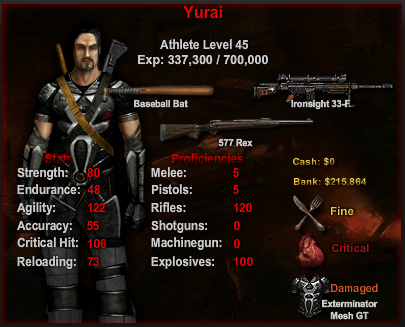 Yurai
Athlete Level 45
Exp: 337,300 / 700,000
Baseball Bat
Ironsight 33-F
577 Rex
Stats
Strength: 80
Endurance: 48
Agility: 122
Accuracy: 55
Critical Hit: 106
Reloading: 73
Proficiencies
Melee: 5
Pistols: 5
Rifles: 120
Shotguns: 0
Machinegun: 0
Explosives: 100
Cash: $0
Bank: $215,864
Fine
Critical
Damaged
Exterminator
Mesh GT